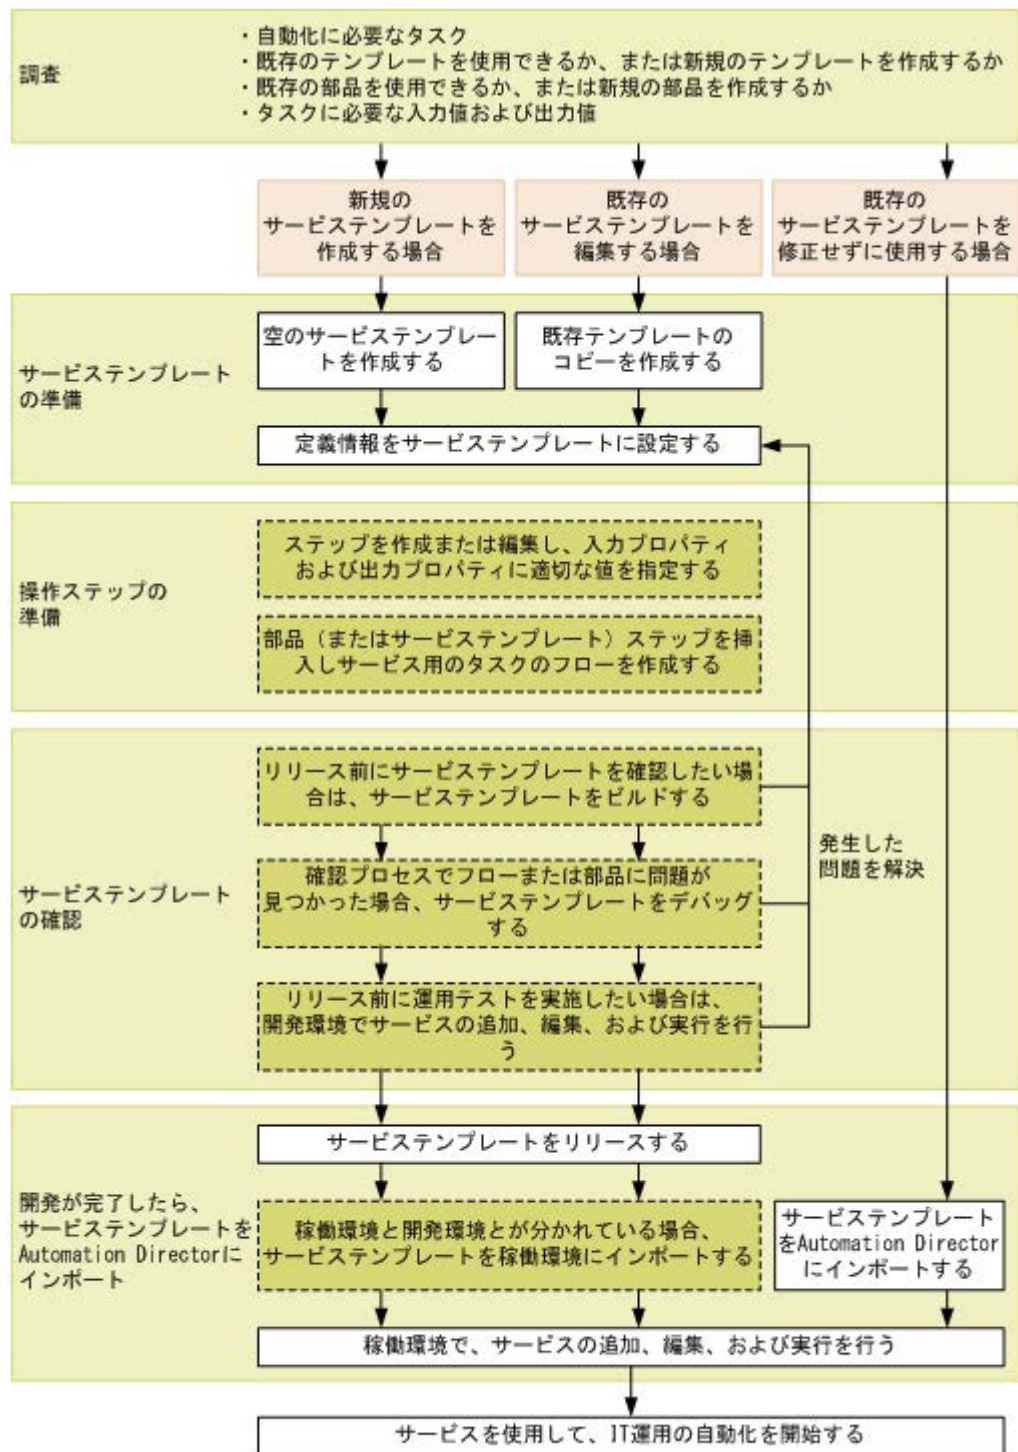 調査
・自動化に必要なタスク
・既存のテンプレートを使用できるか、または新規のテンプレートを作成するか
・既存の部品を使用できるか、または新規の部品を作成するか
・タスクに必要な入力値および出力値
新規の
サービステンプレートを
作成する場合
既存の
サービステンプレートを
編集する場合
既存の
サービステンプレートを
修正せずに使用する場合
サービステンプレート
の準備
空のサービステンプレー
トを作成する
既存テンプレートの
コピーを作成する
定義情報をサービステンプレートに設定する
操作ステップの
準備
ステップを作成または編集し、入力プロパティ
および出力プロパティに適切な値を指定する
部品（またはサービステンプレート）ステップを挿
入しサービス用のタスクのフローを作成する
サービステンプレート
の確認
リリース前にサービステンプレートを確認したい場
合は、サービステンプレートをビルドする
確認プロセスでフローまたは部品に問題が
見つかった場合、サービステンプレートをデバッグ
する
リリース前に運用テストを実施したい場合は、
開発環境でサービスの追加、編集、および実行を行
う
発生した
問題を解決
開発が完了したら、
サービステンプレートを
Automation Directorに
インポート
サービステンプレートをリリースする
稼働環境と開発環境とが分かれている場合、
サービステンプレートを稼働環境にインポートする
サービステンプレート
をAutomation Director
にインポートする
稼働環境で、サービスの追加、編集、および実行を行う
サービスを使用して、IT運用の自動化を開始する